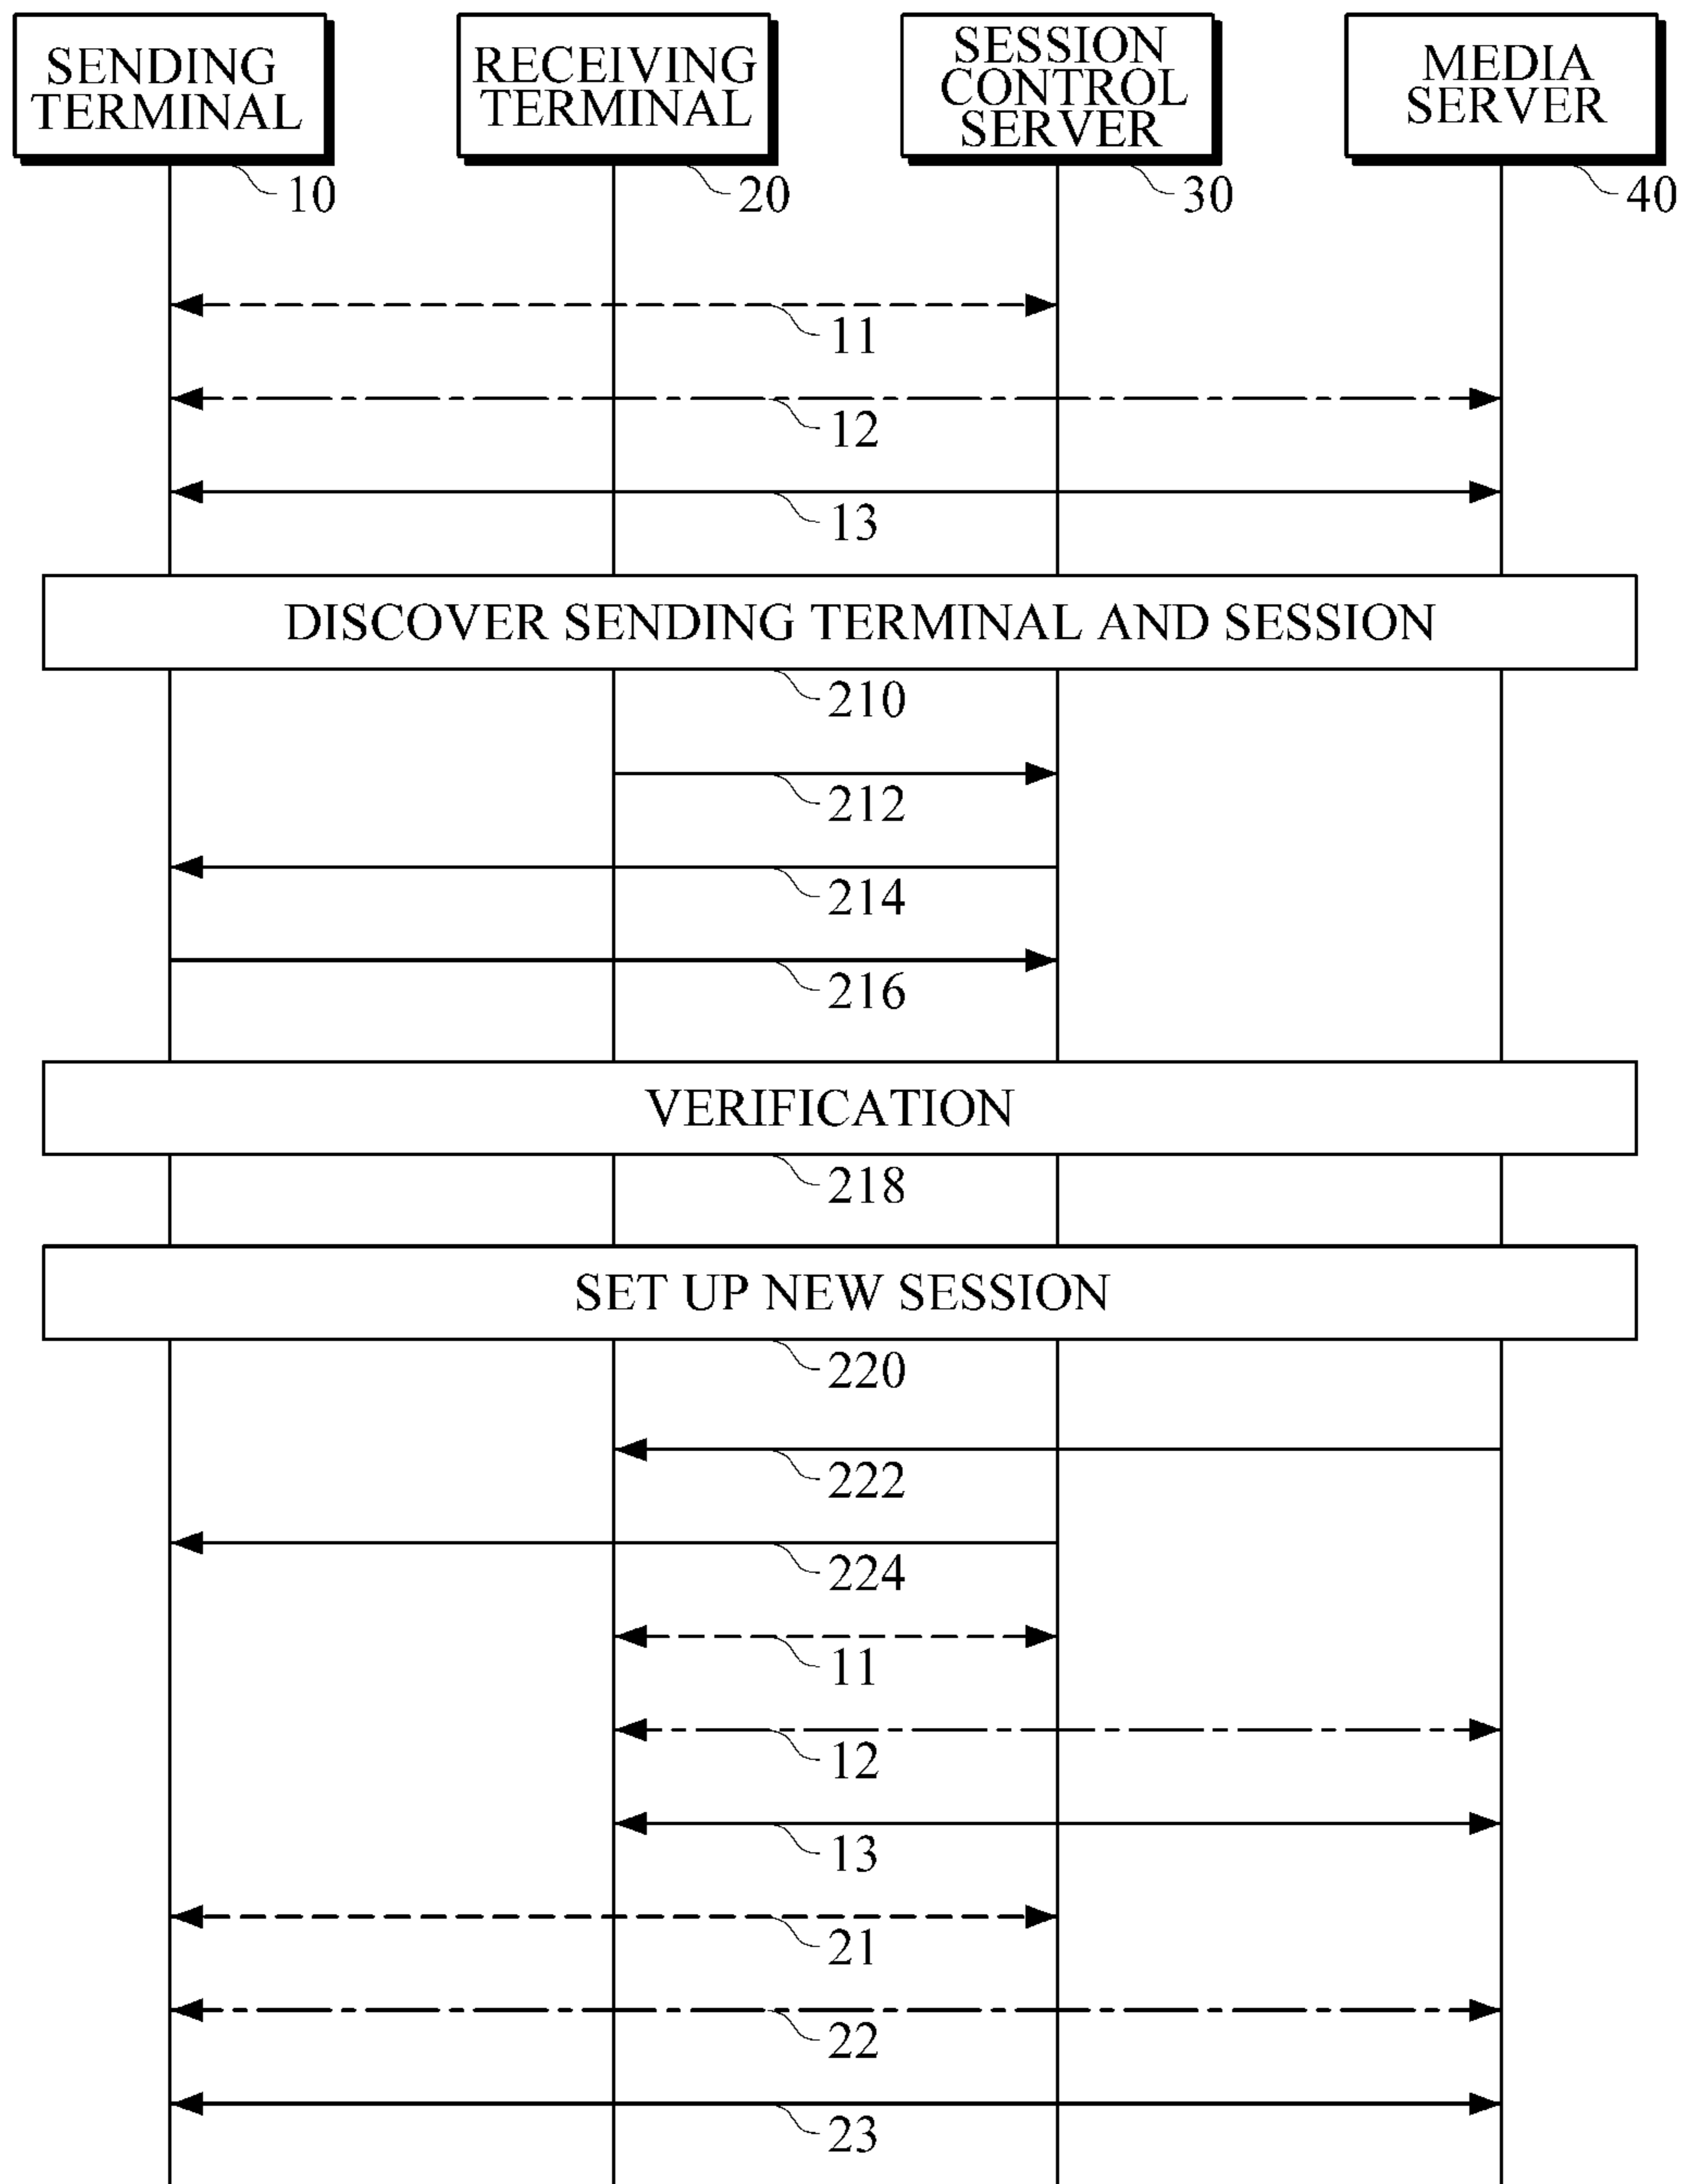 SENDING
TERMINAL
10
RECEIVING
TERMINAL
20
SESSION
CONTROL
SERVER
30
MEDIA
SERVER
40
11
12
13
DISCOVER SENDING TERMINAL AND SESSION
210
212
214
216
VERIFICATION
218
SET UP NEW SESSION
220
222
224
11
12
13
21
22
23